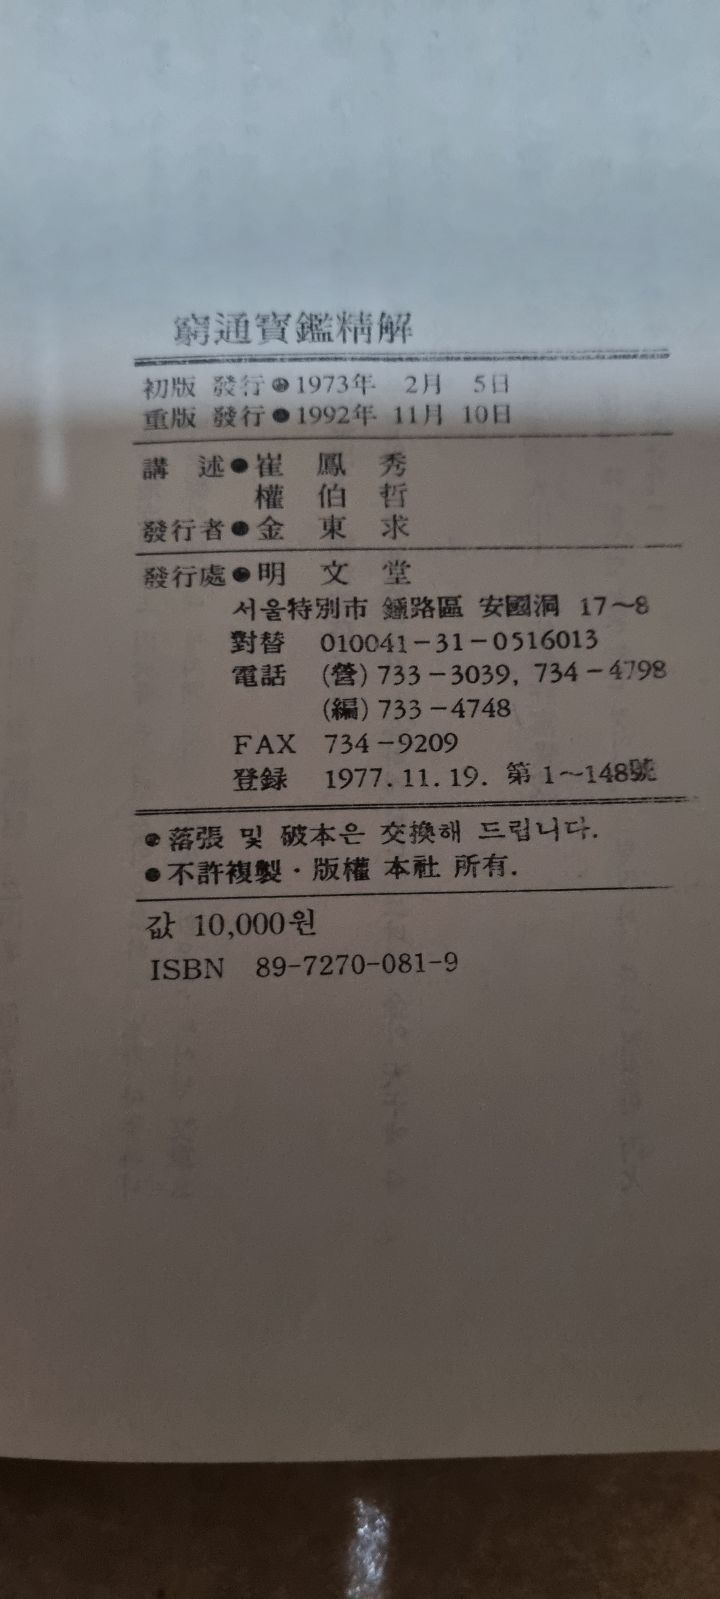 窮通寶鑑精解
初版 發行 ● 1973年 2月 5日
重版 發行 ● 1992年 11月 10日
講 述 ● 崔 鳳 秀
權 伯 哲
發行者 ● 金 東 求
發行處 ● 明 文 堂
서울特別市 鍾路區 安國洞 17～8
對替 010041-31-0516013
電話 (營) 733-3039, 734-4798
(編) 733-4748
FAX 734-9209
登録 1977. 11. 19. 第 1～148號
● 落張 및 破本은 交換해 드립니다.
● 不許複製・版權 本社 所有.
값 10,000원
ISBN 89-7270-081-9